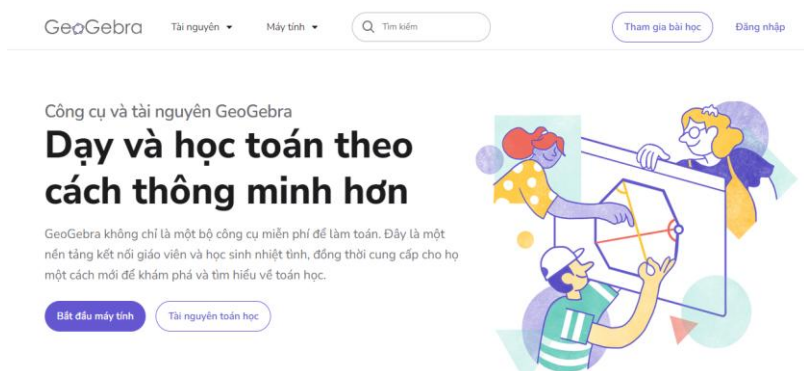 GeoGebra Tài nguyên Máy tính Tìm kiếm Tham gia bài học Đăng nhập
Công cụ và tài nguyên GeoGebra
Dạy và học toán theo
cách thông minh hơn
GeoGebra không chỉ là một bộ công cụ miễn phí để làm toán. Đây là một
nền tảng kết nối giáo viên và học sinh nhiệt tình, đồng thời cung cấp cho họ
một cách mới để khám phá và tìm hiểu về toán học.
Bắt đầu máy tính Tài nguyên toán học